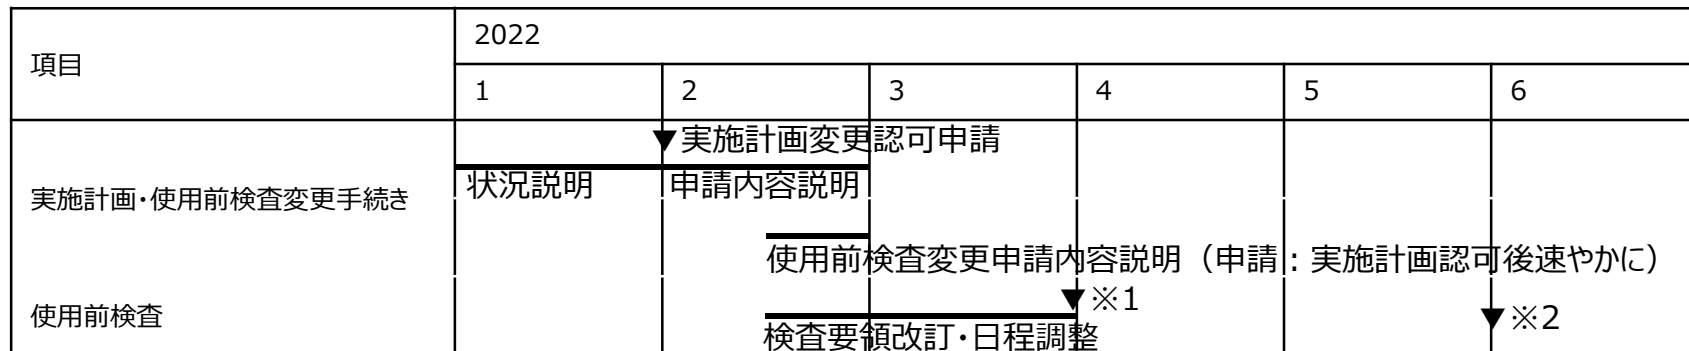 項目
2022
1 2 3 4 5 6
▼実施計画変更認可申請
状況説明 申請内容説明
実施計画・使用前検査変更手続き
使用前検査変更申請内容説明（申請：実施計画認可後速やかに）
▼※1
使用前検査
▼※2
検査要領改訂・日程調整